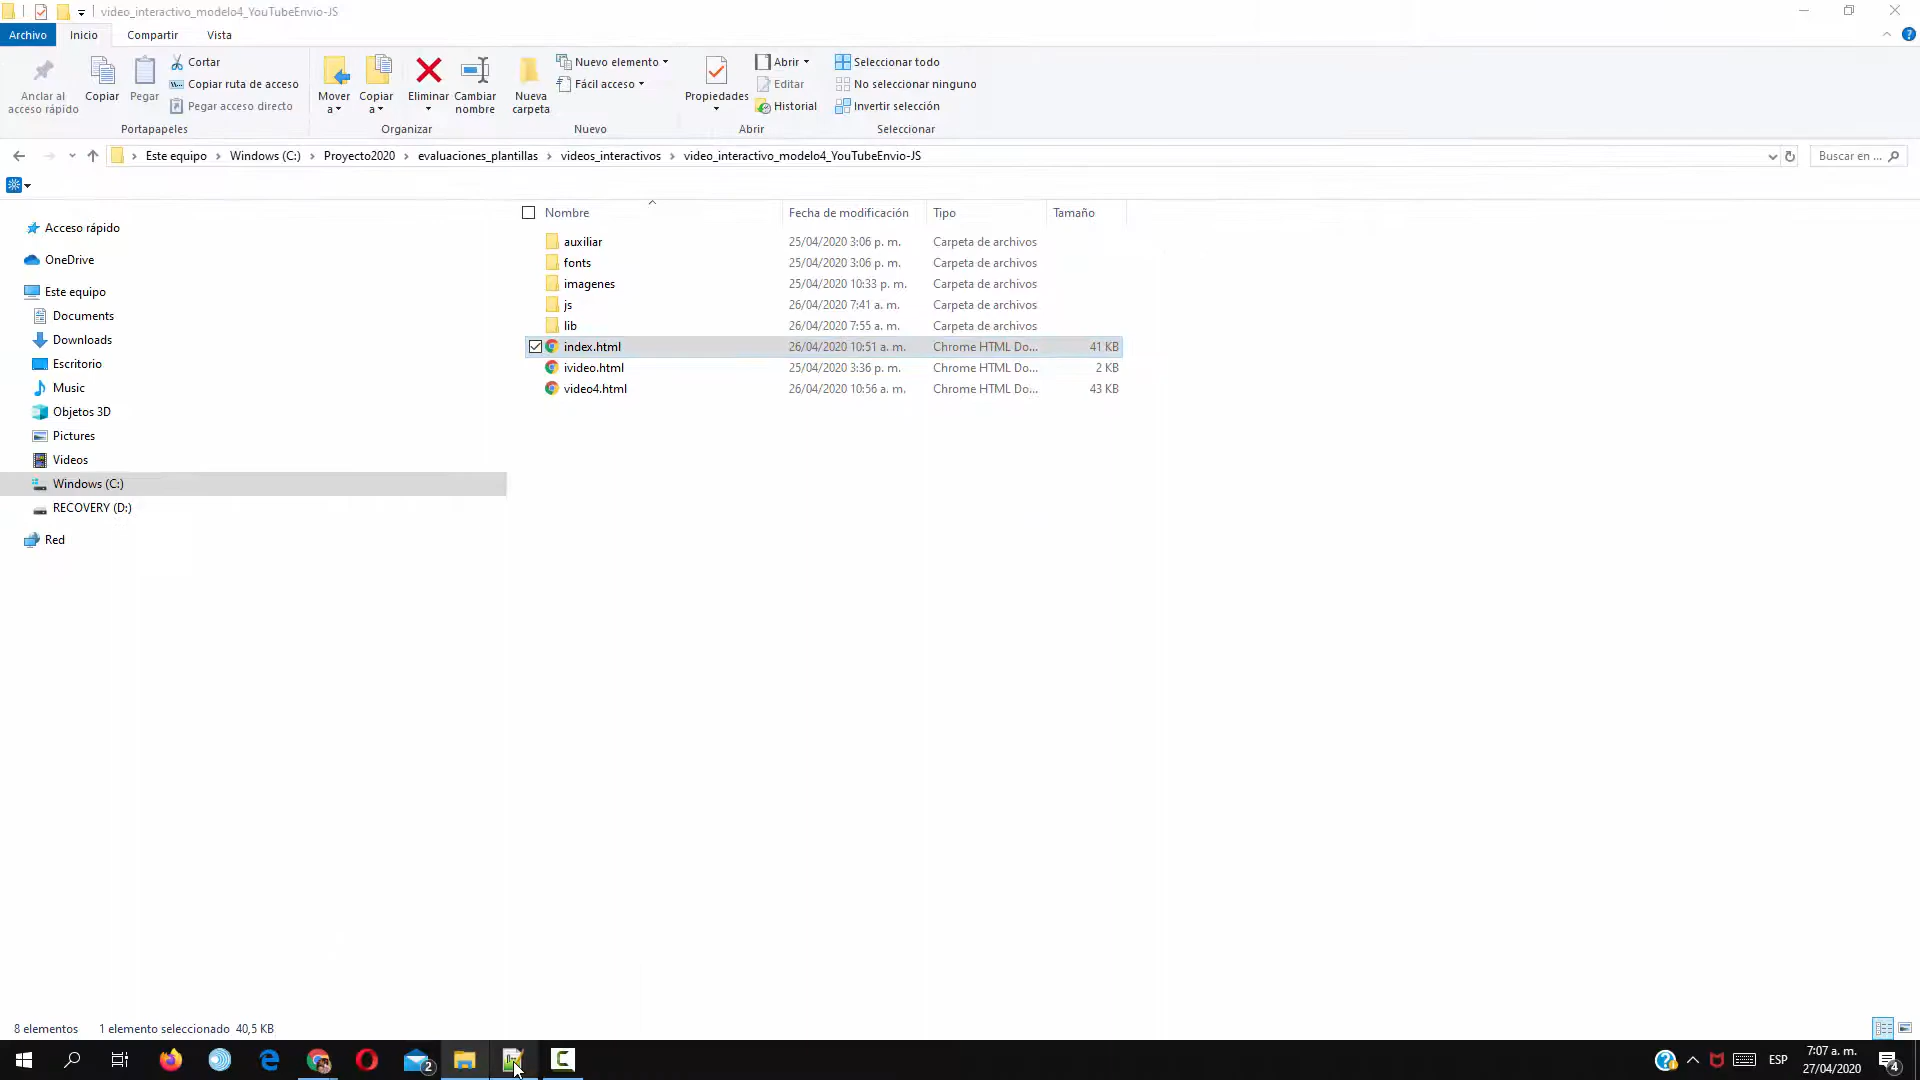 video_interactivo_modelo4_YouTubeEnvio-JS
Archivo Inicio Compartir Vista
Anclar al acceso rápido
Copiar
Pegar
Cortar
Copiar ruta de acceso
Pegar acceso directo
Portapapeles
Mover a
Copiar a
Eliminar
Cambiar nombre
Organizar
Nueva carpeta
Nuevo elemento
Fácil acceso
Nuevo
Propiedades
Abrir
Editar
Historial
Abrir
Seleccionar todo
No seleccionar ninguno
Invertir selección
Seleccionar
Este equipo > Windows (C:) > Proyecto2020 > evaluaciones_plantillas > videos_interactivos > video_interactivo_modelo4_YouTubeEnvio-JS
Buscar en ...
Acceso rápido
OneDrive
Este equipo
Documents
Downloads
Escritorio
Music
Objetos 3D
Pictures
Videos
Windows (C:)
RECOVERY (D:)
Red
Nombre Fecha de modificación Tipo Tamaño
auxiliar 25/04/2020 3:06 p. m. Carpeta de archivos
fonts 25/04/2020 3:06 p. m. Carpeta de archivos
imagenes 25/04/2020 10:33 p. m. Carpeta de archivos
js 26/04/2020 7:41 a. m. Carpeta de archivos
lib 26/04/2020 7:55 a. m. Carpeta de archivos
index.html 26/04/2020 10:51 a. m. Chrome HTML Do... 41 KB
ivideo.html 25/04/2020 3:36 p. m. Chrome HTML Do... 2 KB
video4.html 26/04/2020 10:56 a. m. Chrome HTML Do... 43 KB
8 elementos 1 elemento seleccionado 40,5 KB
2
ESP
7:07 a. m.
27/04/2020
4